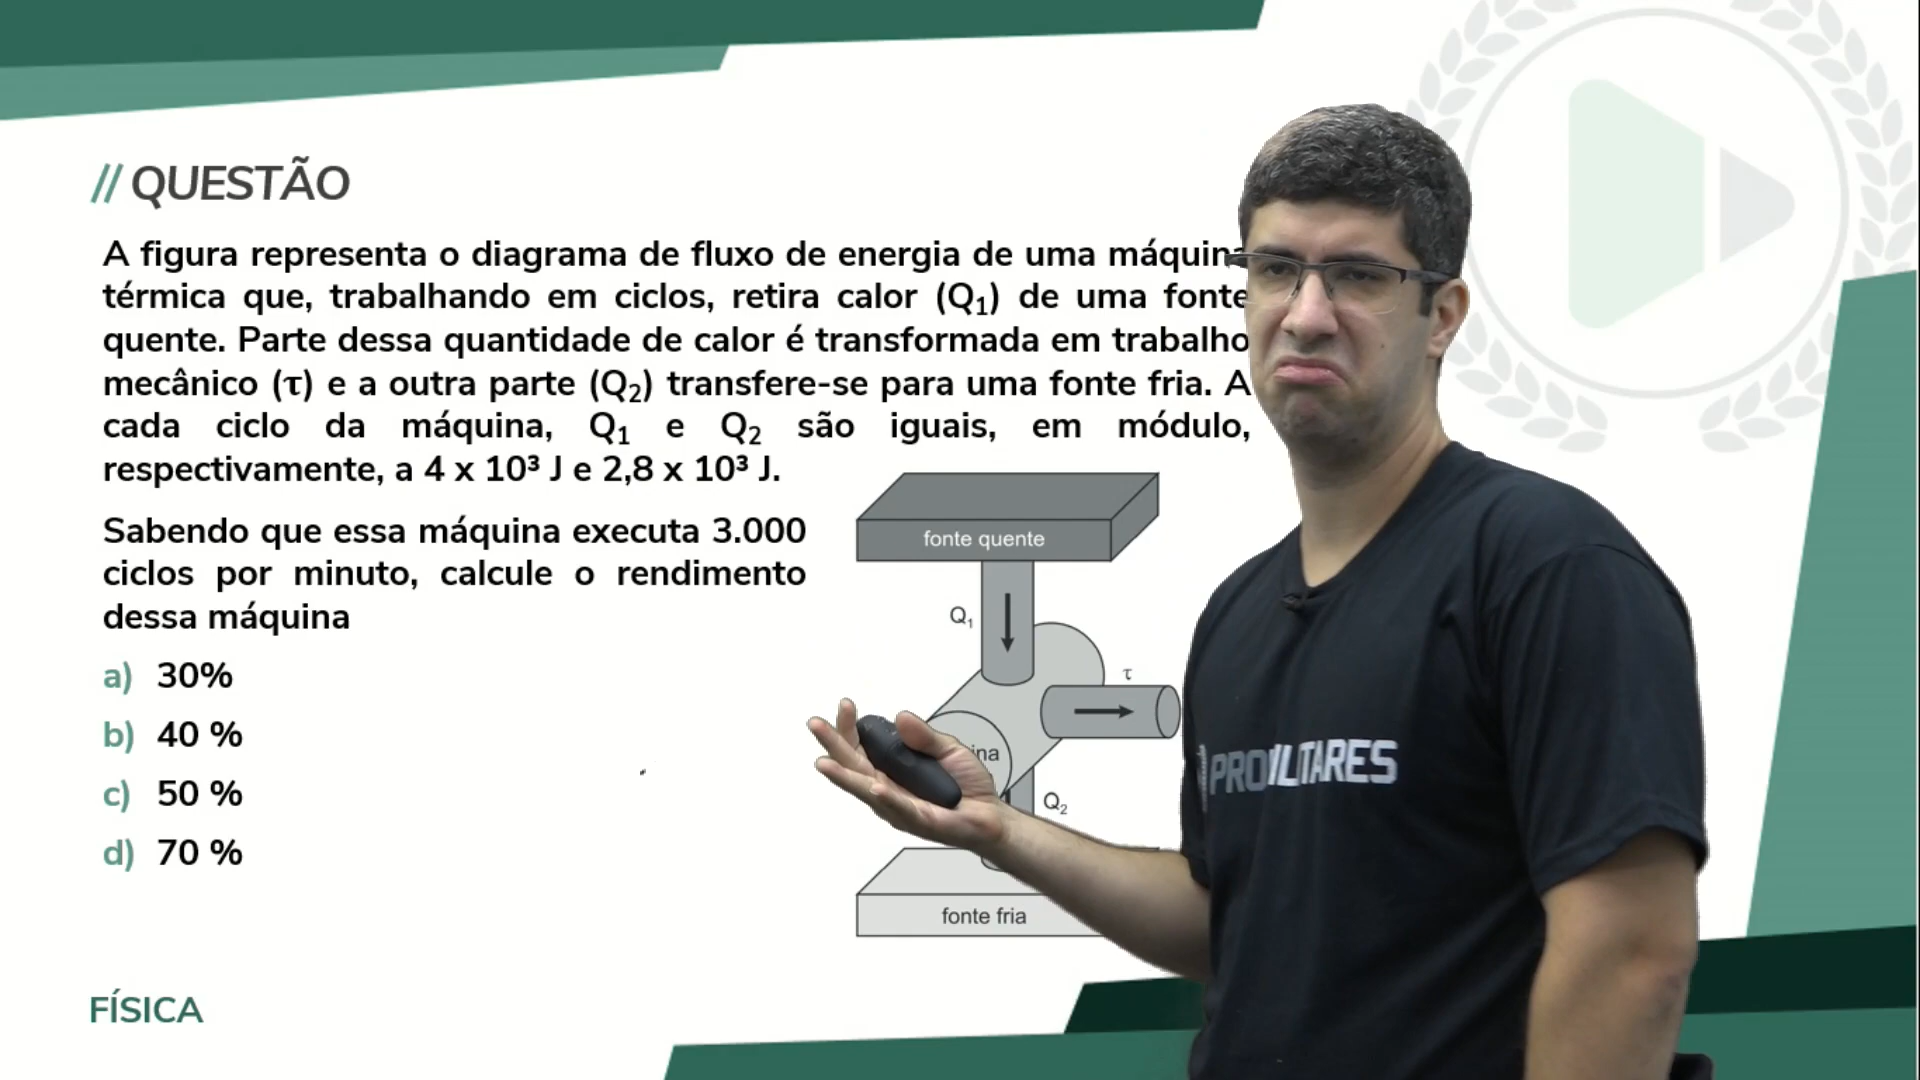 // QUESTÃO
A figura representa o diagrama de fluxo de energia de uma máquina
térmica que, trabalhando em ciclos, retira calor (Q₁) de uma fonte
quente. Parte dessa quantidade de calor é transformada em trabalho
mecânico (τ) e a outra parte (Q₂) transfere-se para uma fonte fria. A
cada ciclo da máquina, Q₁ e Q₂ são iguais, em módulo,
respectivamente, a 4 x 10³ J e 2,8 x 10³ J.
Sabendo que essa máquina executa 3.000
ciclos por minuto, calcule o rendimento
dessa máquina
a) 30%
b) 40 %
c) 50 %
d) 70 %
fonte quente
Q₁
τ
Q₂
fonte fria
PROMILITARES
FÍSICA